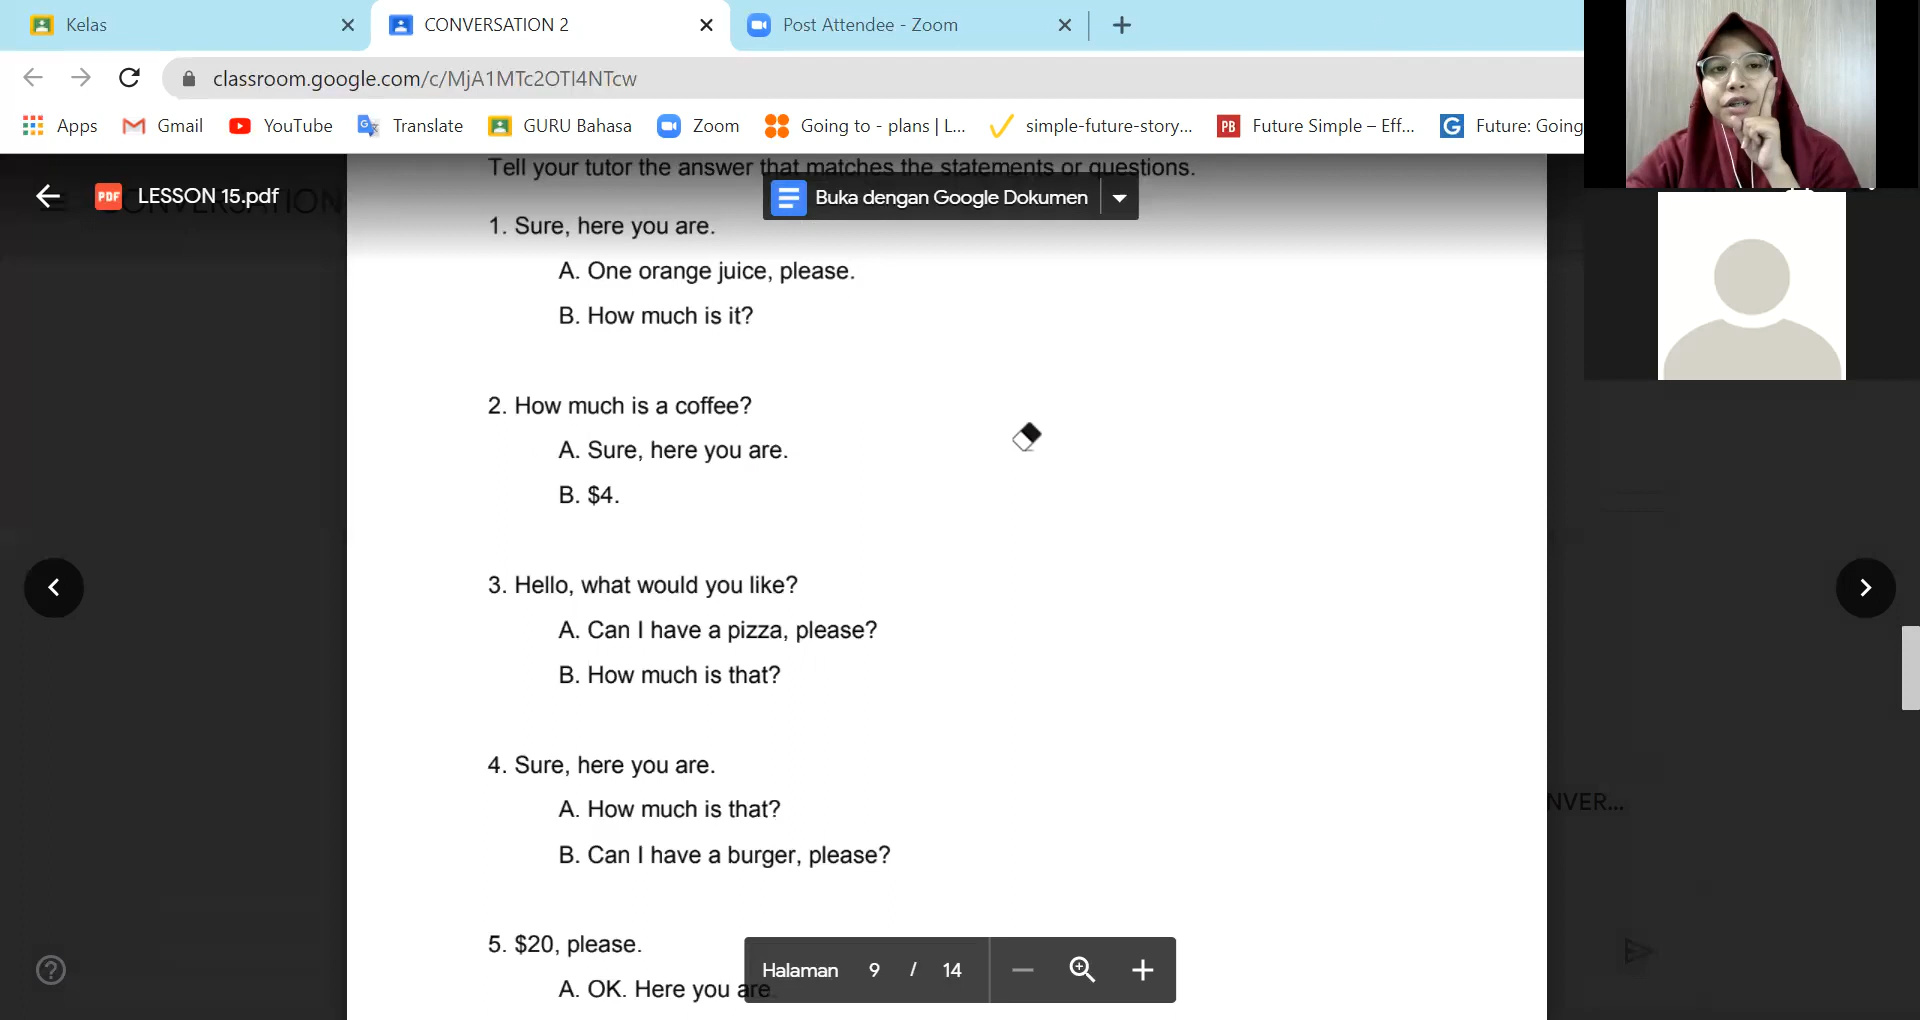 Kelas
CONVERSATION 2
Post Attendee - Zoom
classroom.google.com/c/MjA1MTc2OTI4NTcw
Apps
Gmail
YouTube
Translate
GURU Bahasa
Zoom
Going to - plans | L...
simple-future-story...
PB
Future Simple – Eff...
G
Future: Going
Tell your tutor the answer that matches the statements or questions.
PDF
LESSON 15.pdf
CONVERSATION
Buka dengan Google Dokumen
1. Sure, here you are.
A. One orange juice, please.
B. How much is it?
2. How much is a coffee?
A. Sure, here you are.
B. $4.
3. Hello, what would you like?
A. Can I have a pizza, please?
B. How much is that?
4. Sure, here you are.
A. How much is that?
NVER...
B. Can I have a burger, please?
5. $20, please.
Halaman 9 / 14
A. OK. Here you are.